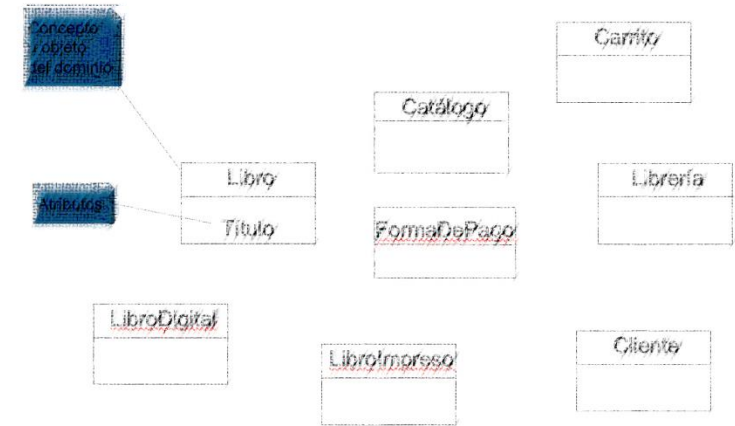 Concepto
u objeto
del dominio
Carrito
Catálogo
Libro
Título
Librería
Atributos
FormaDePago
LibroDigital
LibroImpreso
Cliente